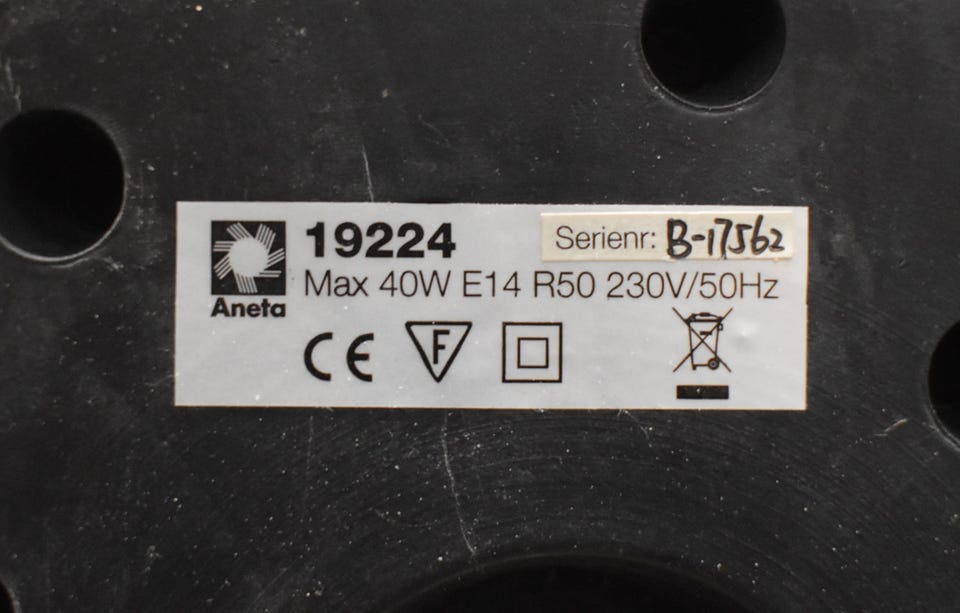 19224
Serienr: B-17562
Max 40W E14 R50 230V/50Hz
Aneta
CE F